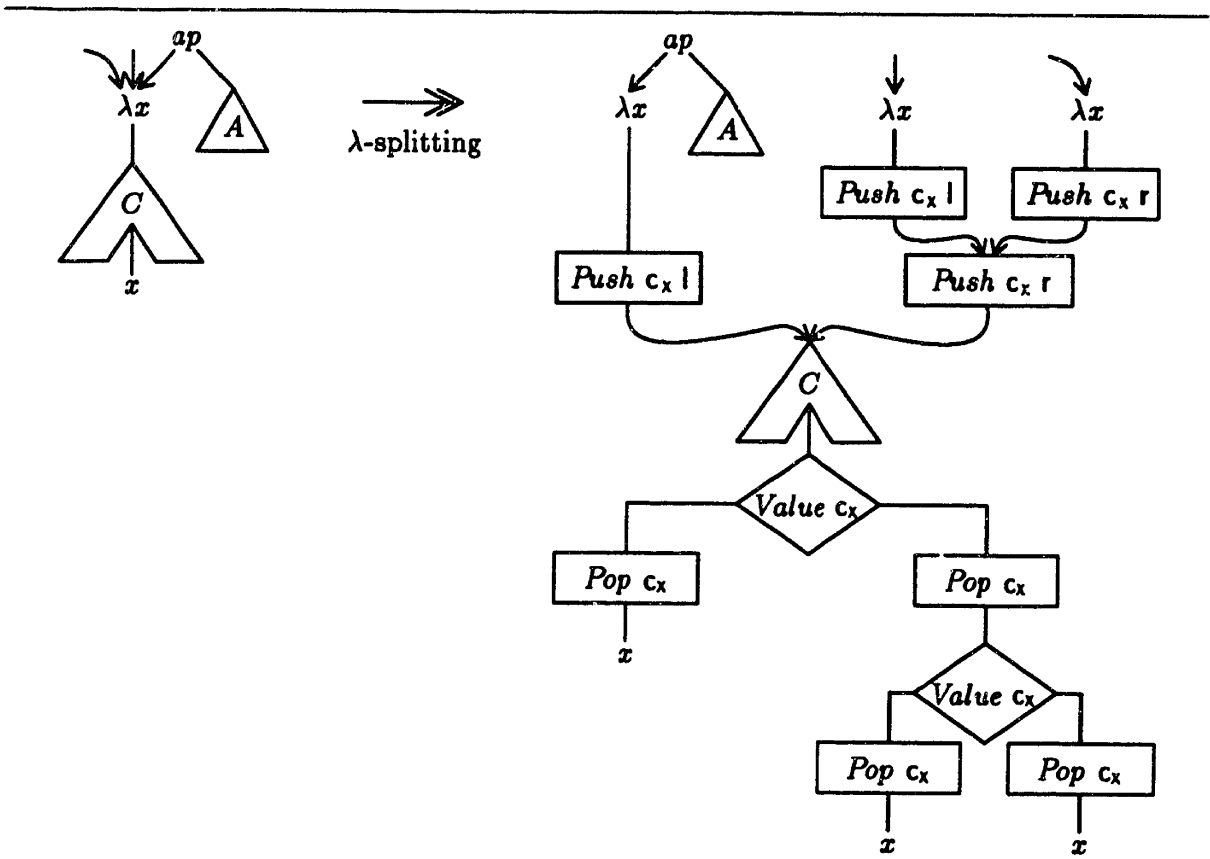 ap
λx
A
C
x
λ-splitting
ap
λx
A
λx
λx
Push cₓ l
Push cₓ r
Push cₓ l
Push cₓ r
C
Value cₓ
Pop cₓ
Pop cₓ
x
Value cₓ
Pop cₓ
Pop cₓ
x
x